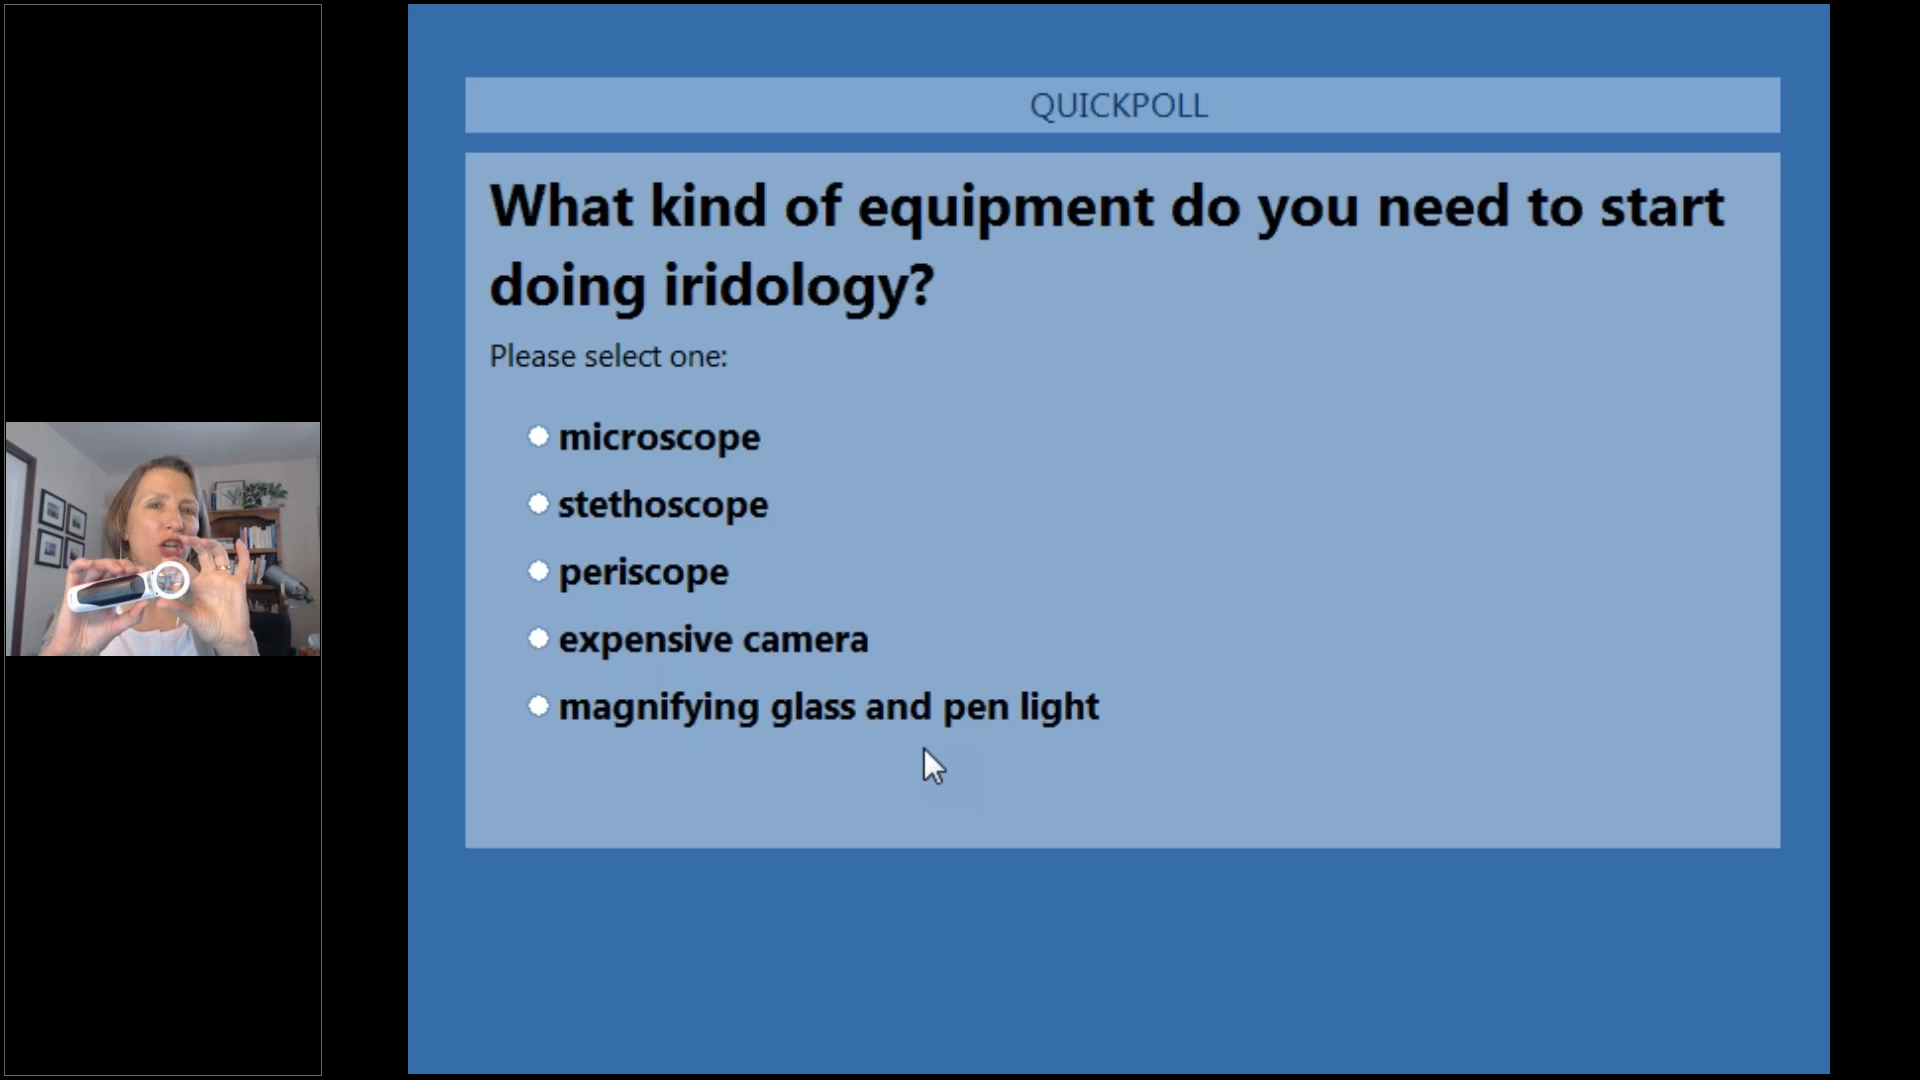 QUICKPOLL
What kind of equipment do you need to start
doing iridology?
Please select one:
microscope
stethoscope
periscope
expensive camera
magnifying glass and pen light